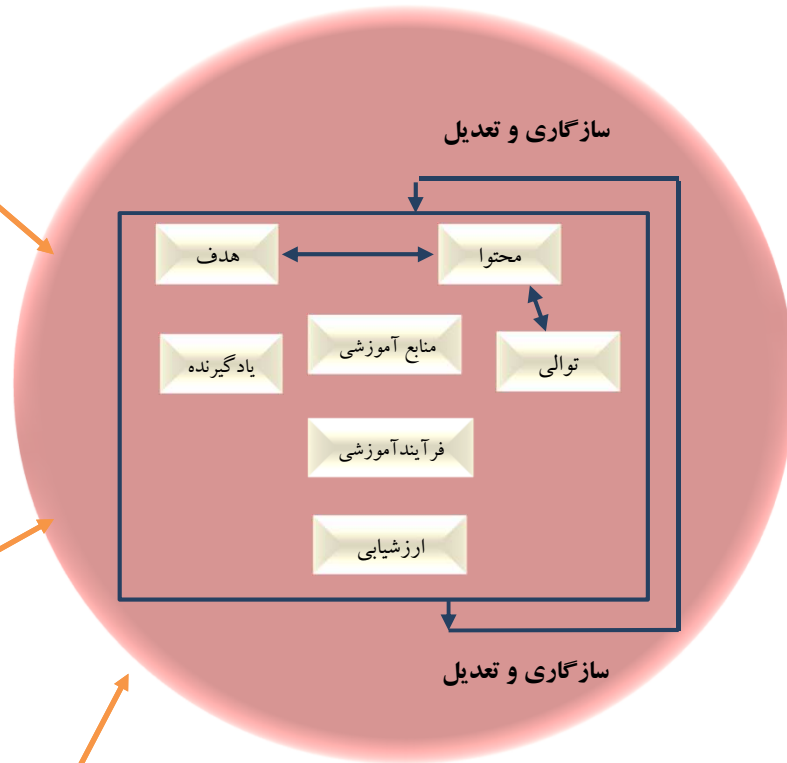 سازگاری و تعدیل
محتوا
هدف
منابع آموزشی
توالی
یادگیرنده
فرآیندآموزشی
ارزشیابی
سازگاری و تعدیل